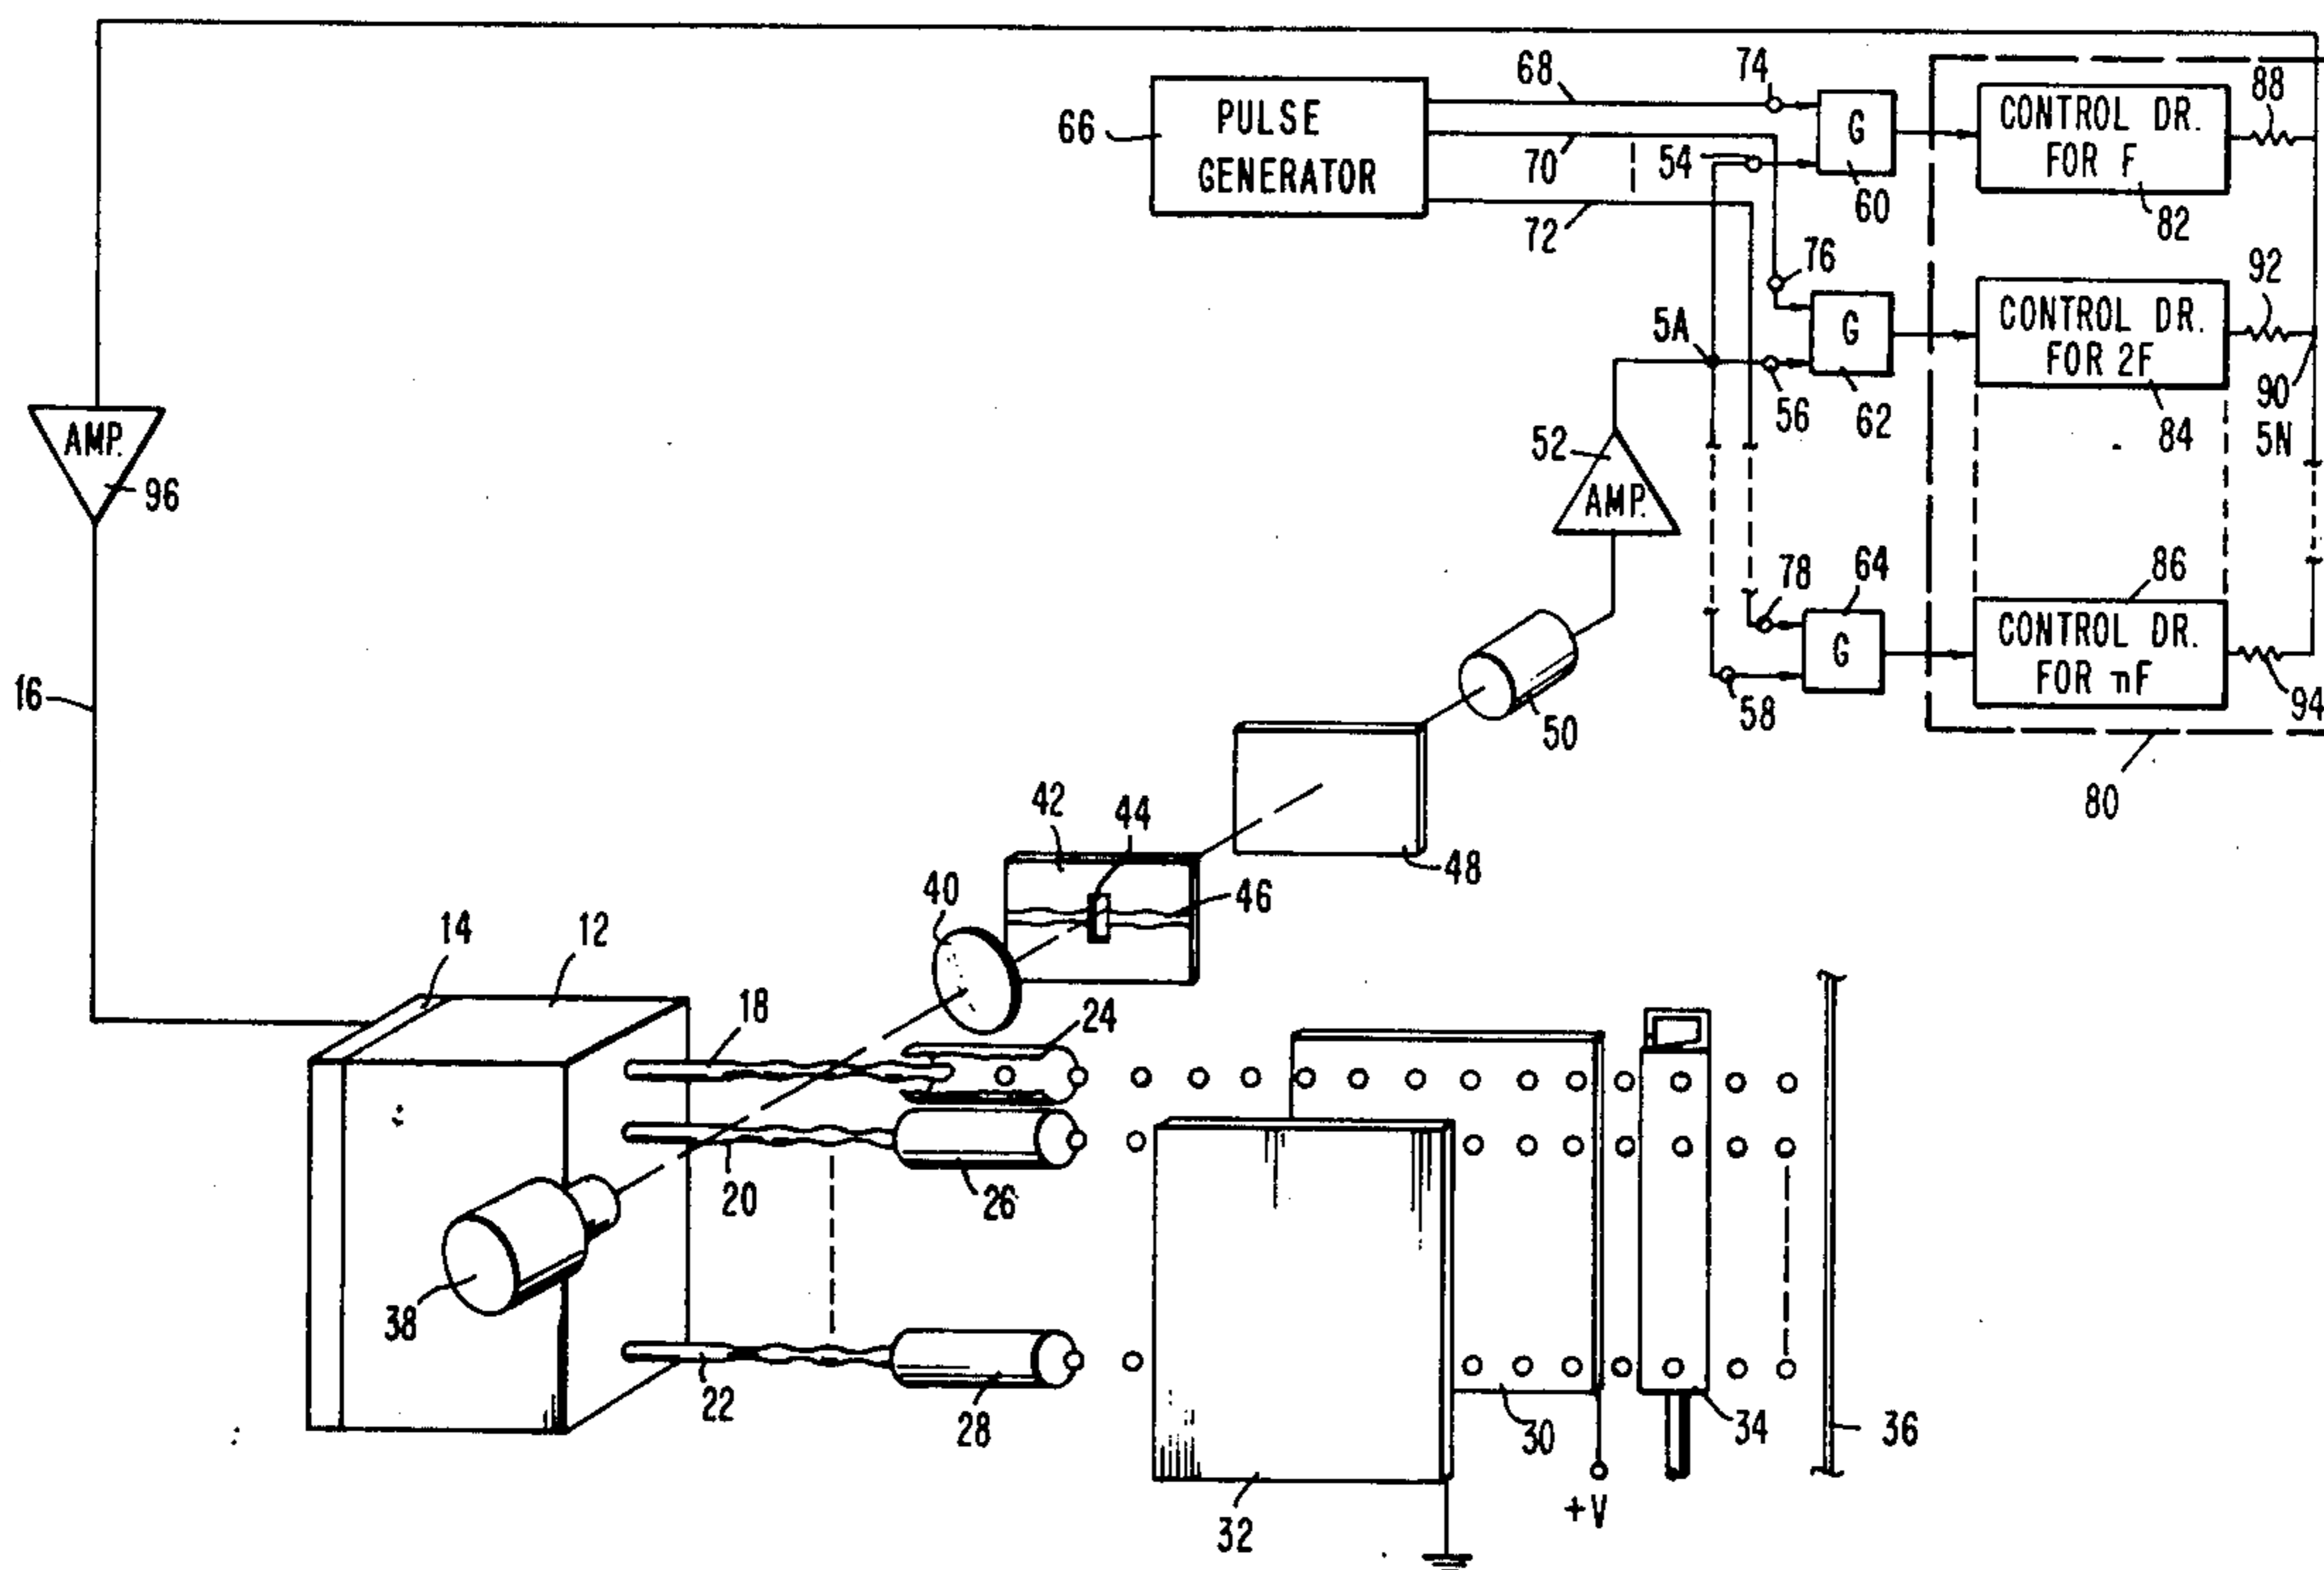 68
74
88
PULSE
GENERATOR
66
70
54
G
60
CONTROL DR.
FOR F
82
72
76
92
5A
G
62
CONTROL DR.
FOR 2F
84
90
5N
56
AMP.
96
52
AMP.
78
64
86
G
CONTROL DR.
FOR nF
94
58
16
50
80
42
44
48
40
46
14
12
18
24
20
26
38
22
28
30
34
36
+V
32